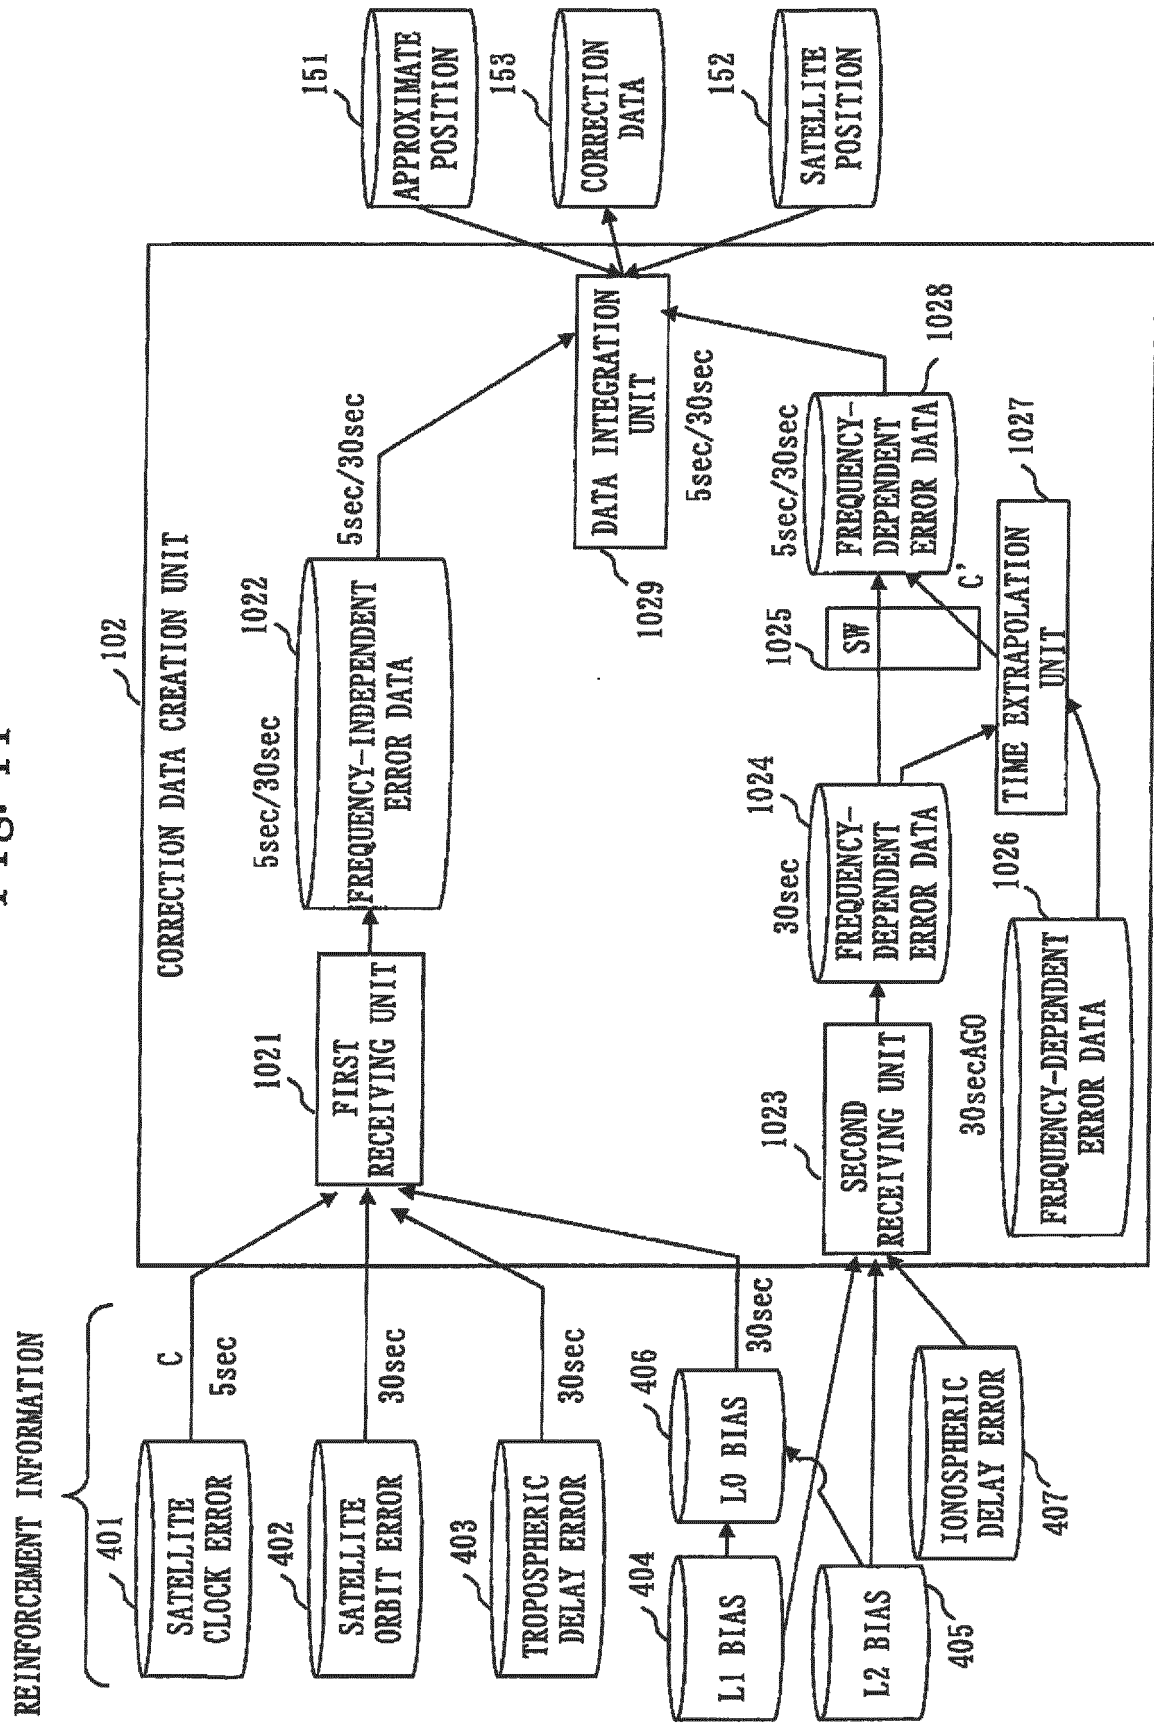 REINFORCEMENT INFORMATION
401
SATELLITE
CLOCK ERROR
C
5sec
402
SATELLITE
ORBIT ERROR
30sec
403
TROPOSPHERIC
DELAY ERROR
30sec
404
L1 BIAS
406
L0 BIAS
30sec
L2 BIAS
405
IONOSPHERIC
DELAY ERROR
407
102
CORRECTION DATA CREATION UNIT
1021
FIRST
RECEIVING UNIT
1022
5sec/30sec
FREQUENCY-INDEPENDENT
ERROR DATA
5sec/30sec
1023
SECOND
RECEIVING UNIT
1024
30sec
FREQUENCY-
DEPENDENT
ERROR DATA
1025
SW
1026
30secAGO
FREQUENCY-DEPENDENT
ERROR DATA
1027
TIME EXTRAPOLATION
UNIT
C'
1028
5sec/30sec
FREQUENCY-
DEPENDENT
ERROR DATA
5sec/30sec
1029
DATA INTEGRATION
UNIT
151
APPROXIMATE
POSITION
153
CORRECTION
DATA
152
SATELLITE
POSITION